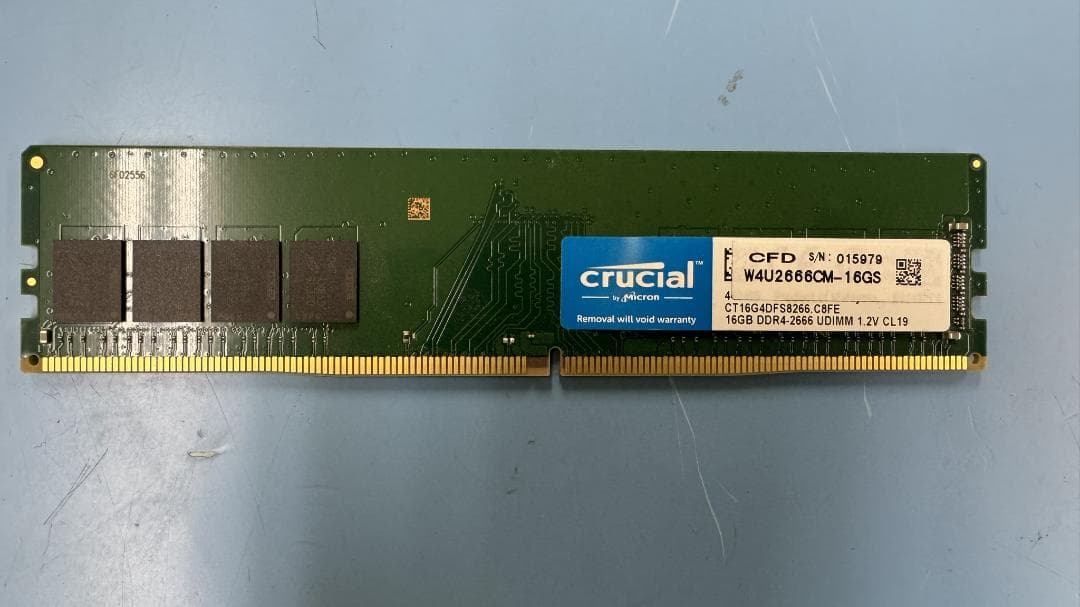 6F02556
crucial™
by Micron
Removal will void warranty
CFD S/N: 015979
W4U2666CM-16GS
CT16G4DFS8266.C8FE
16GB DDR4-2666 UDIMM 1.2V CL19